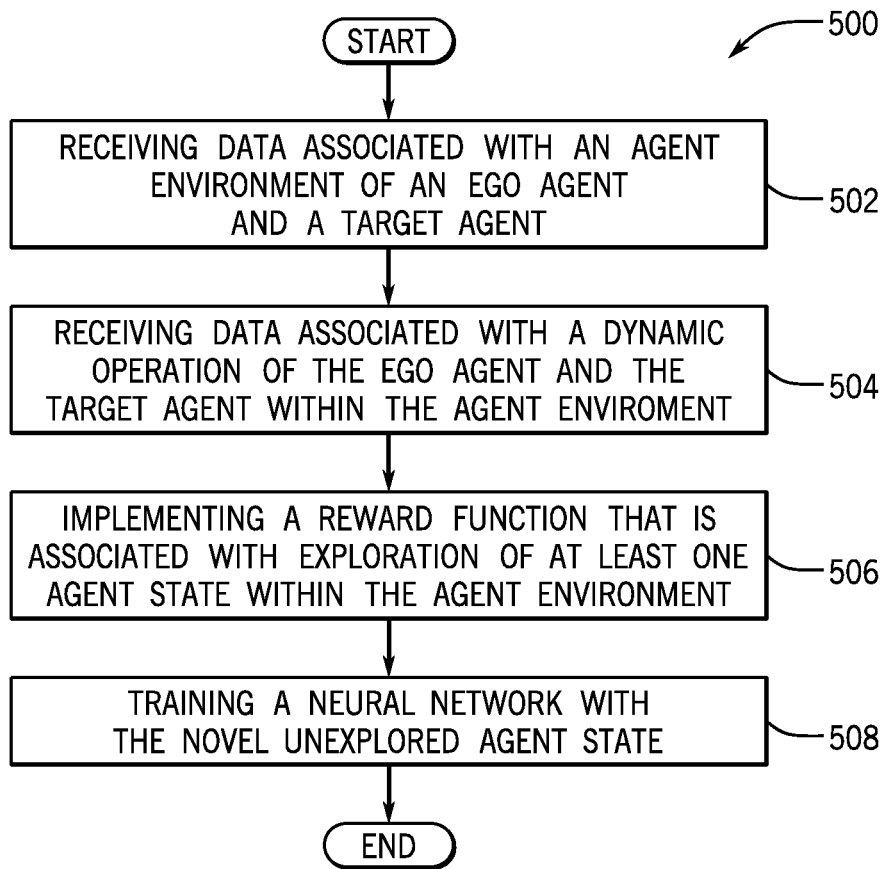 START
500
RECEIVING DATA ASSOCIATED WITH AN AGENT
ENVIRONMENT OF AN EGO AGENT
AND A TARGET AGENT
502
RECEIVING DATA ASSOCIATED WITH A DYNAMIC
OPERATION OF THE EGO AGENT AND THE
TARGET AGENT WITHIN THE AGENT ENVIROMENT
504
IMPLEMENTING A REWARD FUNCTION THAT IS
ASSOCIATED WITH EXPLORATION OF AT LEAST ONE
AGENT STATE WITHIN THE AGENT ENVIRONMENT
506
TRAINING A NEURAL NETWORK WITH
THE NOVEL UNEXPLORED AGENT STATE
508
END